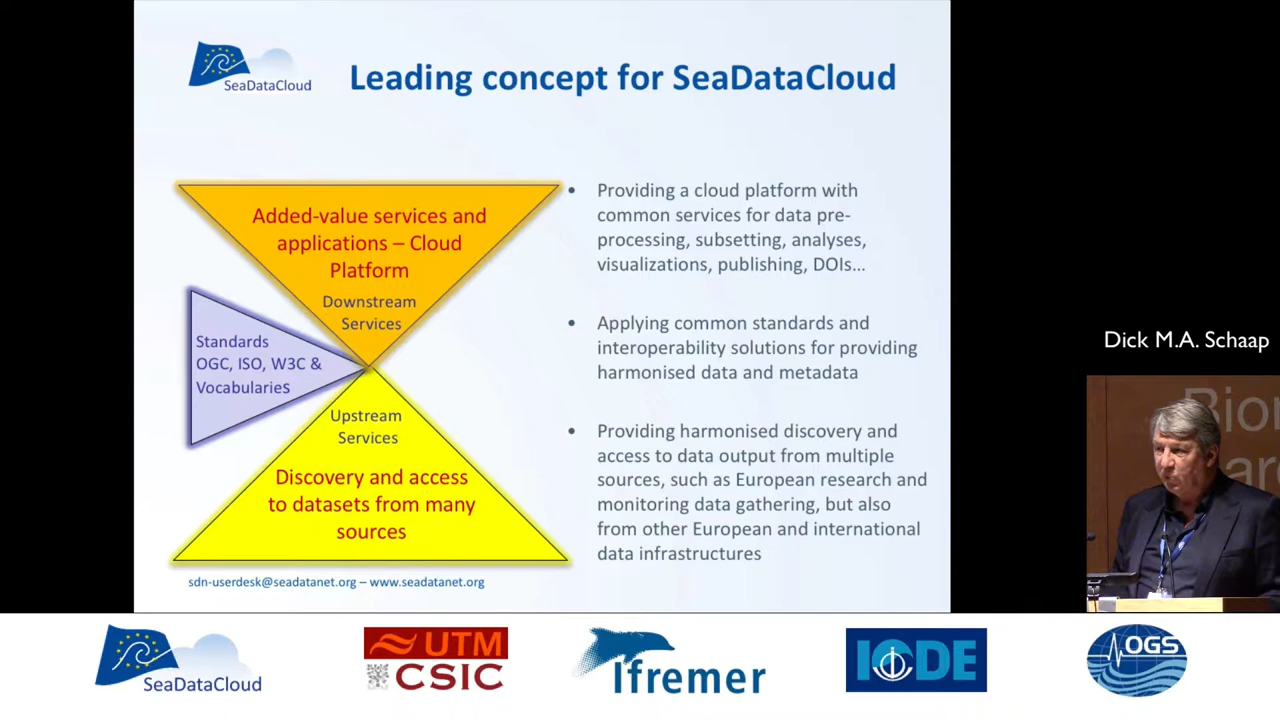 SeaDataCloud
Leading concept for SeaDataCloud
Added-value services and
applications – Cloud
Platform
Downstream
Services
Standards
OGC, ISO, W3C &
Vocabularies
Upstream
Services
Discovery and access
to datasets from many
sources
• Providing a cloud platform with
common services for data pre-
processing, subsetting, analyses,
visualizations, publishing, DOIs…
• Applying common standards and
interoperability solutions for providing
harmonised data and metadata
• Providing harmonised discovery and
access to data output from multiple
sources, such as European research and
monitoring data gathering, but also
from other European and international
data infrastructures
sdn-userdesk@seadatanet.org – www.seadatanet.org
Dick M.A. Schaap
SeaDataCloud
UTM
CSIC
Ifremer
IODE
OGS